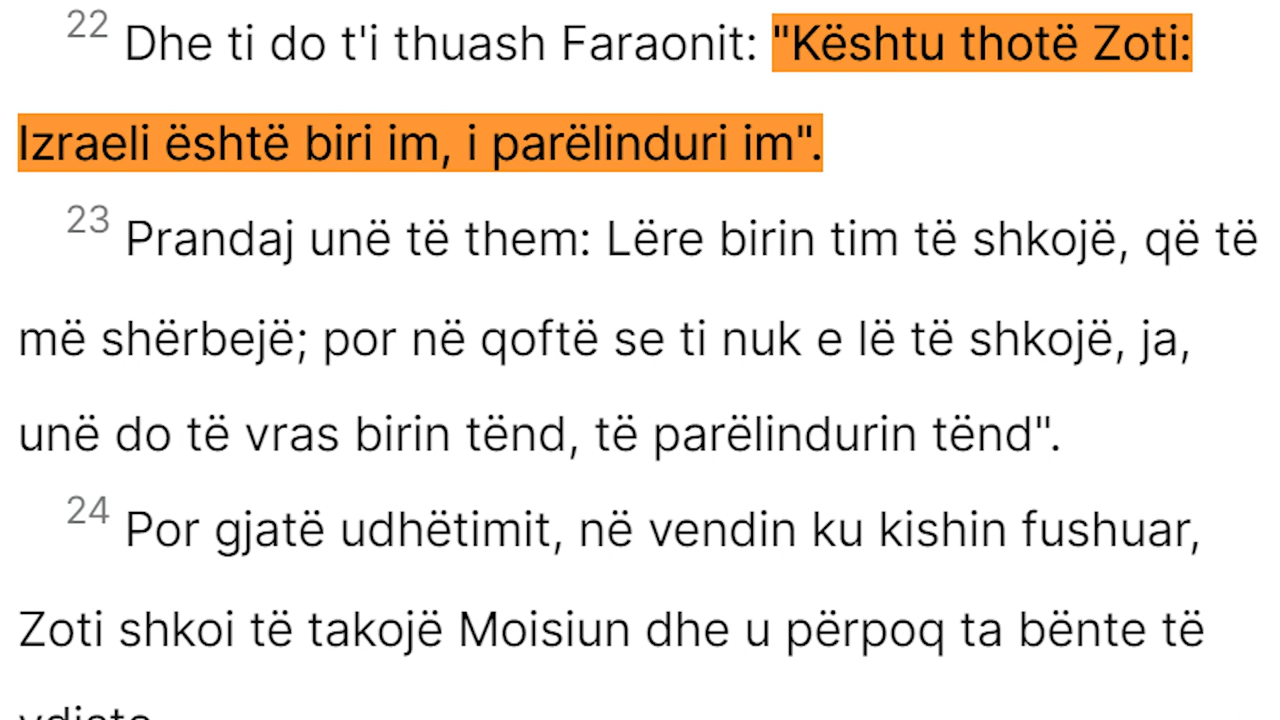 22 Dhe ti do t'i thuash Faraonit: "Kështu thotë Zoti:
Izraeli është biri im, i parëlinduri im".
23 Prandaj unë të them: Lëre birin tim të shkojë, që të
më shërbejë; por në qoftë se ti nuk e lë të shkojë, ja,
unë do të vras birin tënd, të parëlindurin tënd".
24 Por gjatë udhëtimit, në vendin ku kishin fushuar,
Zoti shkoi të takojë Moisiun dhe u përpoq ta bënte të